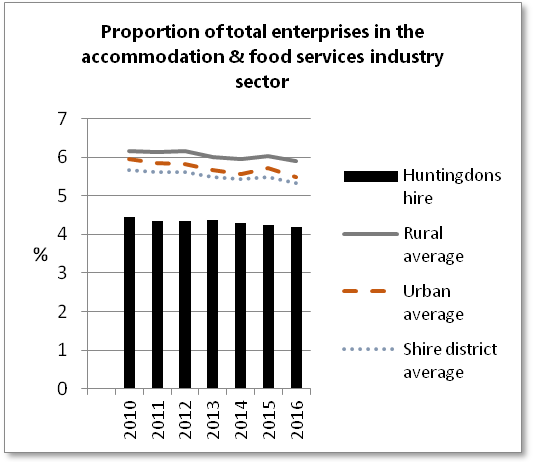 Proportion of total enterprises in the
accommodation & food services industry
sector
7
6
5
4
3
2
1
0
%
2010
2011
2012
2013
2014
2015
2016
Huntingdons
hire
Rural
average
Urban
average
Shire district
average